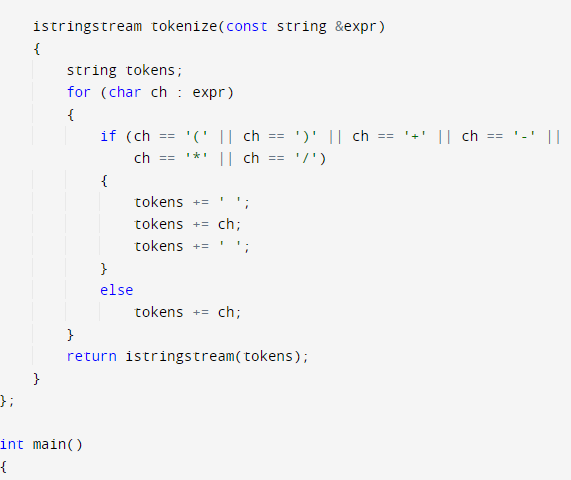 istringstream tokenize(const string &expr)
    {
        string tokens;
        for (char ch : expr)
        {
            if (ch == '(' || ch == ')' || ch == '+' || ch == '-' ||
                ch == '*' || ch == '/')
            {
                tokens += ' ';
                tokens += ch;
                tokens += ' ';
            }
            else
                tokens += ch;
        }
        return istringstream(tokens);
    }
};

int main()
{